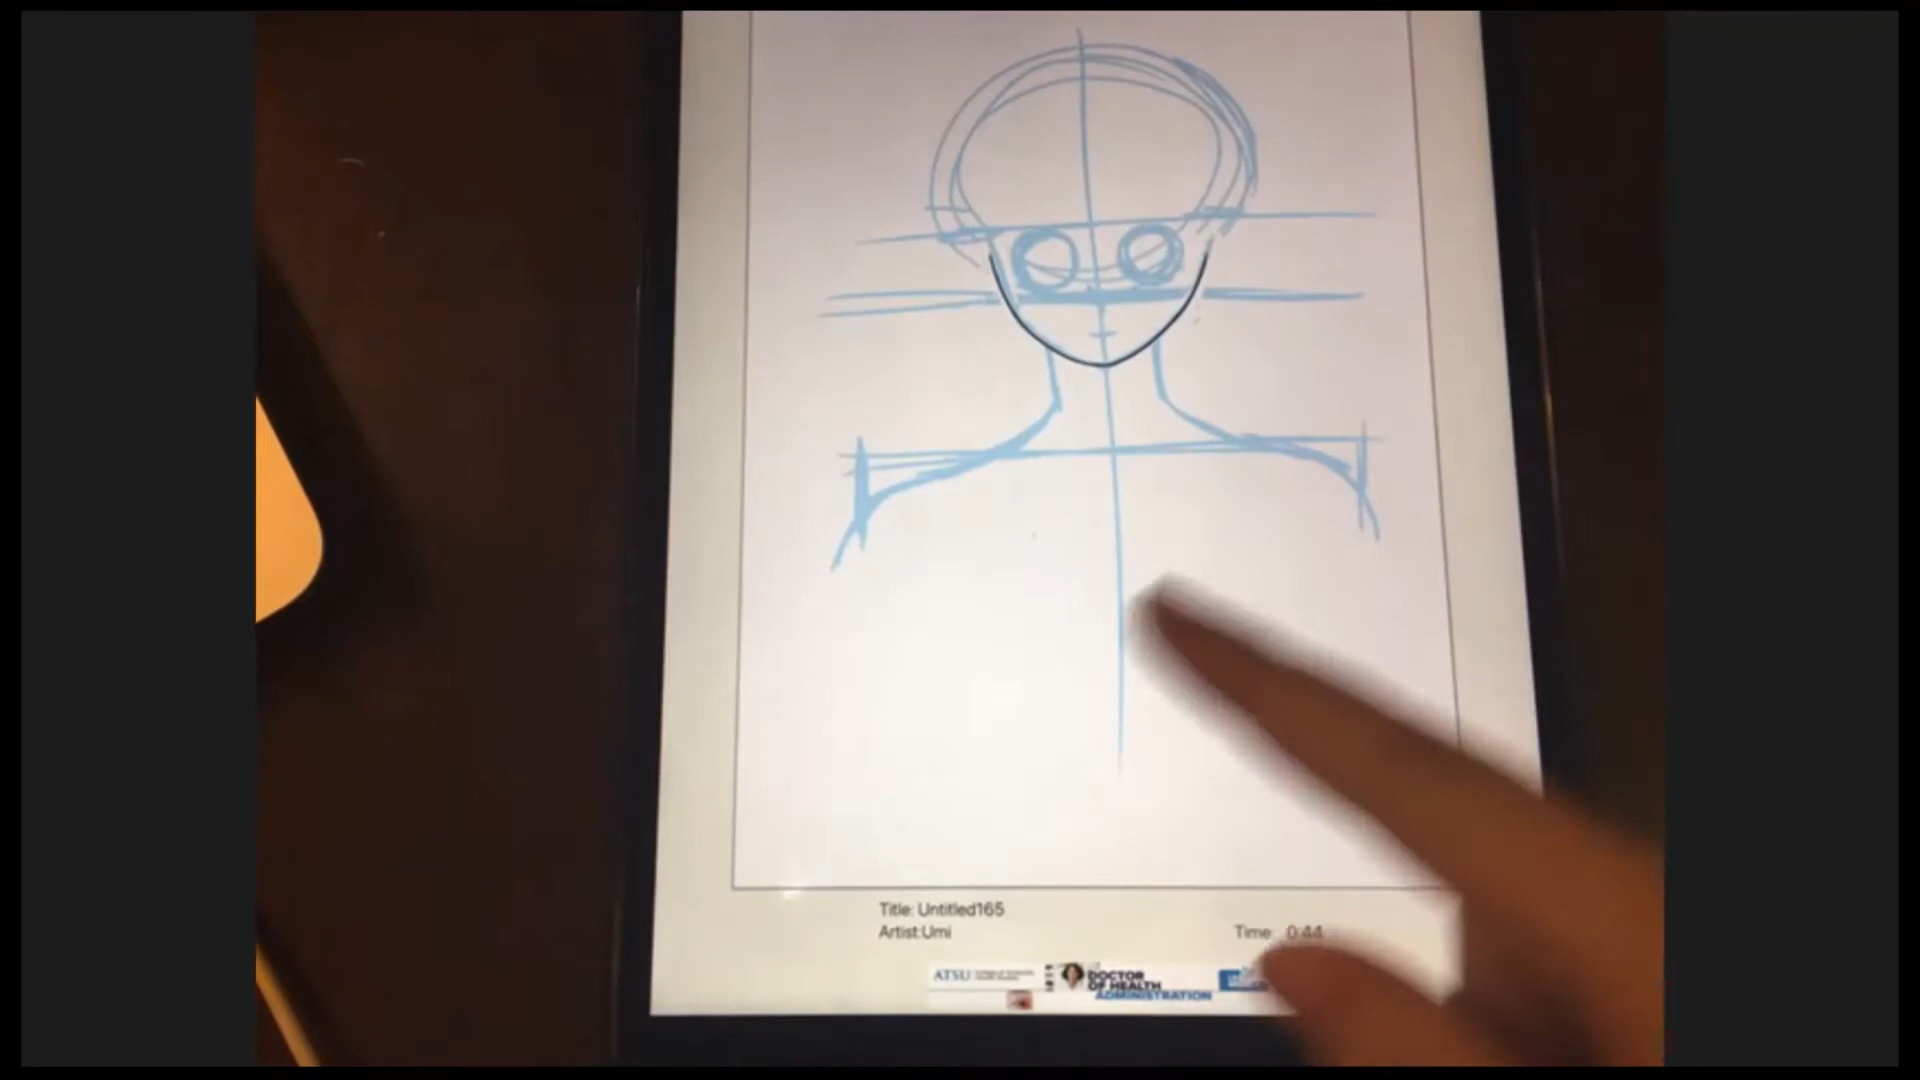 Title: Untitled165
Artist:Umi
Time: 0:44
ATSU
DOCTOR
OF HEALTH
ADMINISTRATION